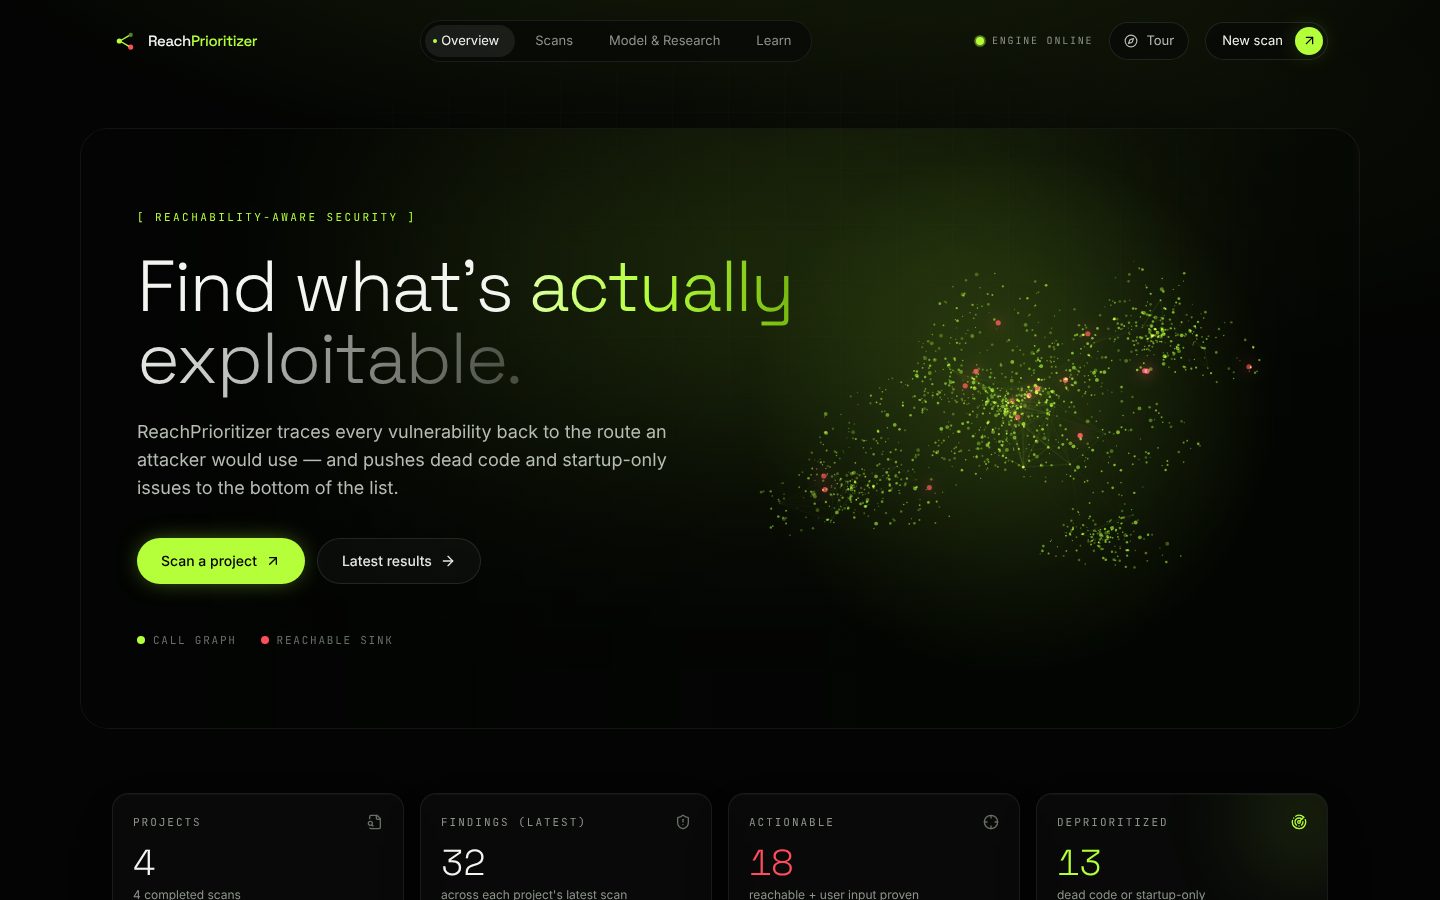 ReachPrioritizer
Overview
Scans
Model & Research
Learn
ENGINE ONLINE
Tour
New scan
[ REACHABILITY-AWARE SECURITY ]
Find what’s actually
exploitable.
ReachPrioritizer traces every vulnerability back to the route an
attacker would use — and pushes dead code and startup-only
issues to the bottom of the list.
Scan a project
Latest results
CALL GRAPH
REACHABLE SINK
PROJECTS
4
4 completed scans
FINDINGS (LATEST)
32
across each project's latest scan
ACTIONABLE
18
reachable + user input proven
DEPRIORITIZED
13
dead code or startup-only